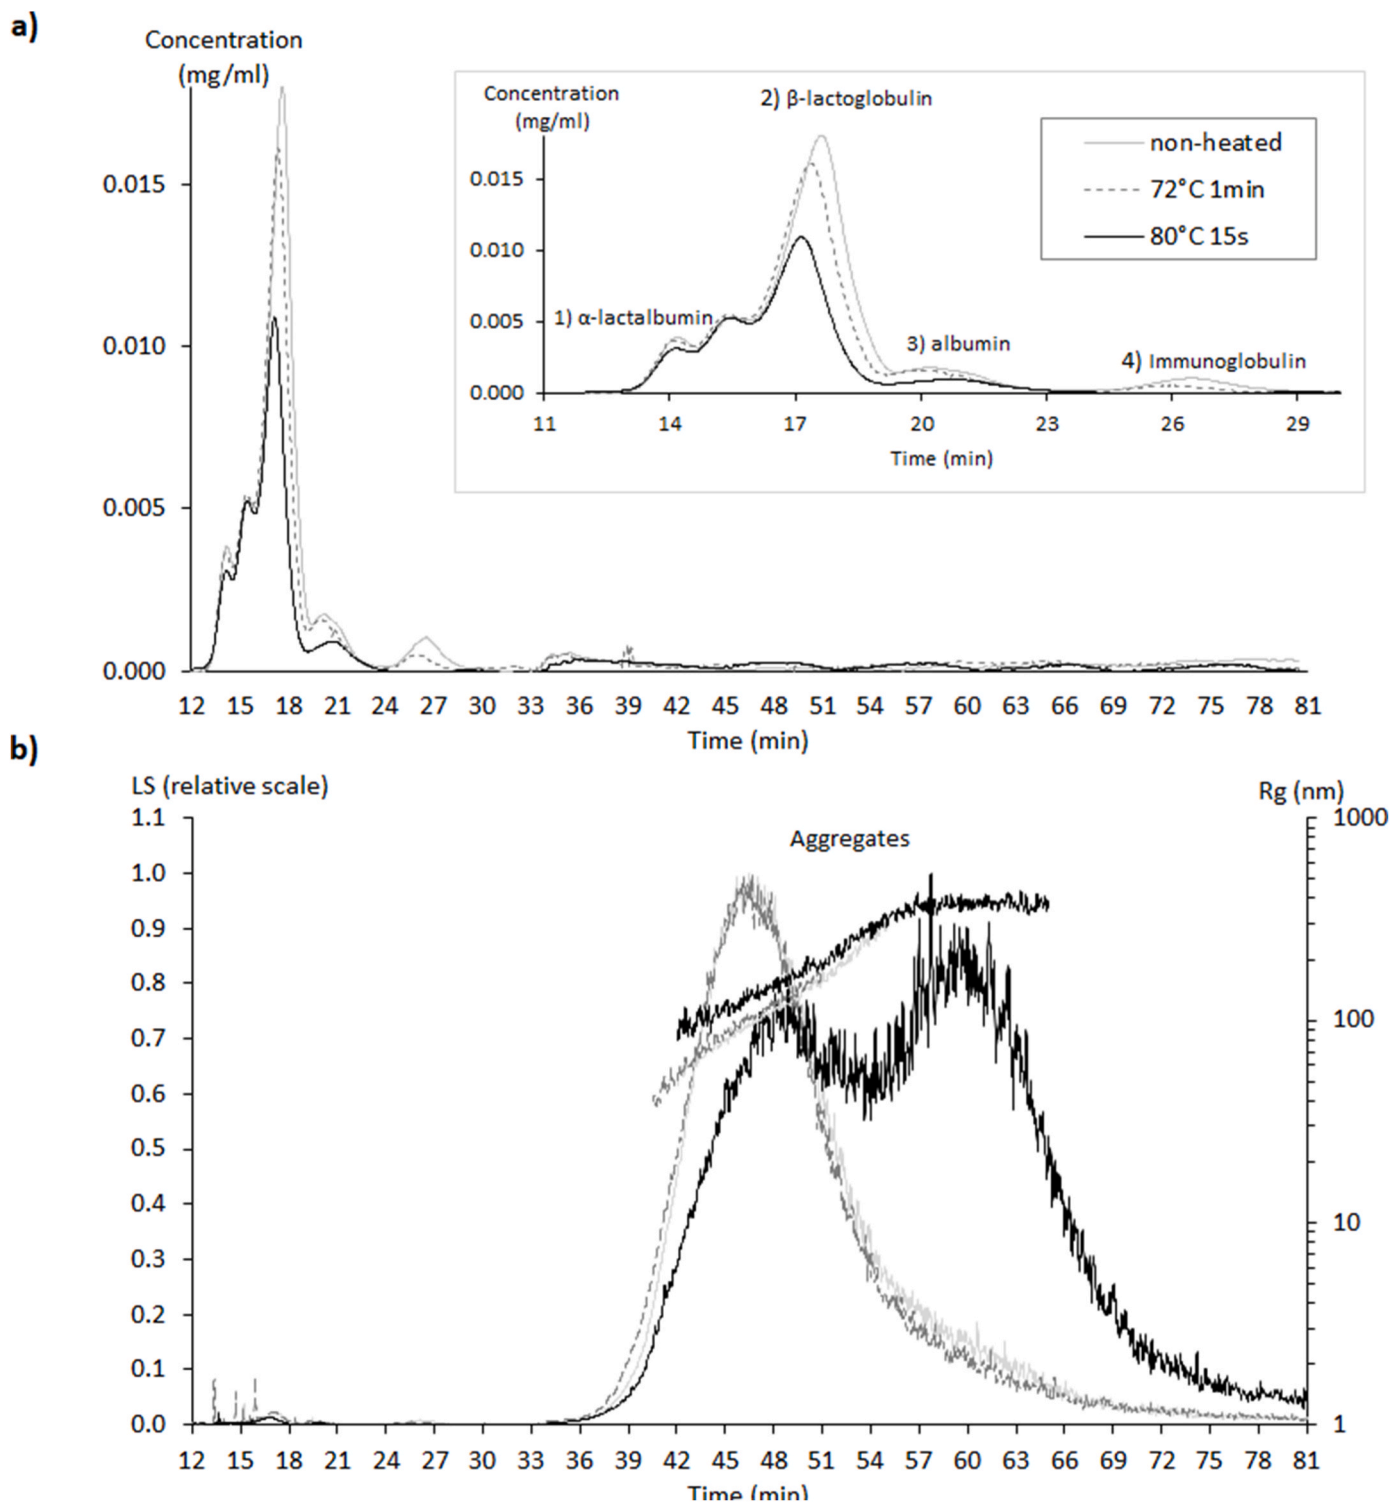 a)
Concentration
(mg/ml)
0.015
0.010
0.005
0.000
12 15 18 21 24 27 30 33 36 39 42 45 48 51 54 57 60 63 66 69 72 75 78 81
Time (min)
Concentration
(mg/ml)
2) β-lactoglobulin
non-heated
72°C 1min
80°C 15s
0.015
0.010
0.005
0.000
1) α-lactalbumin
3) albumin
4) Immunoglobulin
11 14 17 20 23 26 29
Time (min)
b)
LS (relative scale)
Rg (nm)
Aggregates
1.1
1.0
0.9
0.8
0.7
0.6
0.5
0.4
0.3
0.2
0.1
0.0
1000
100
10
1
12 15 18 21 24 27 30 33 36 39 42 45 48 51 54 57 60 63 66 69 72 75 78 81
Time (min)